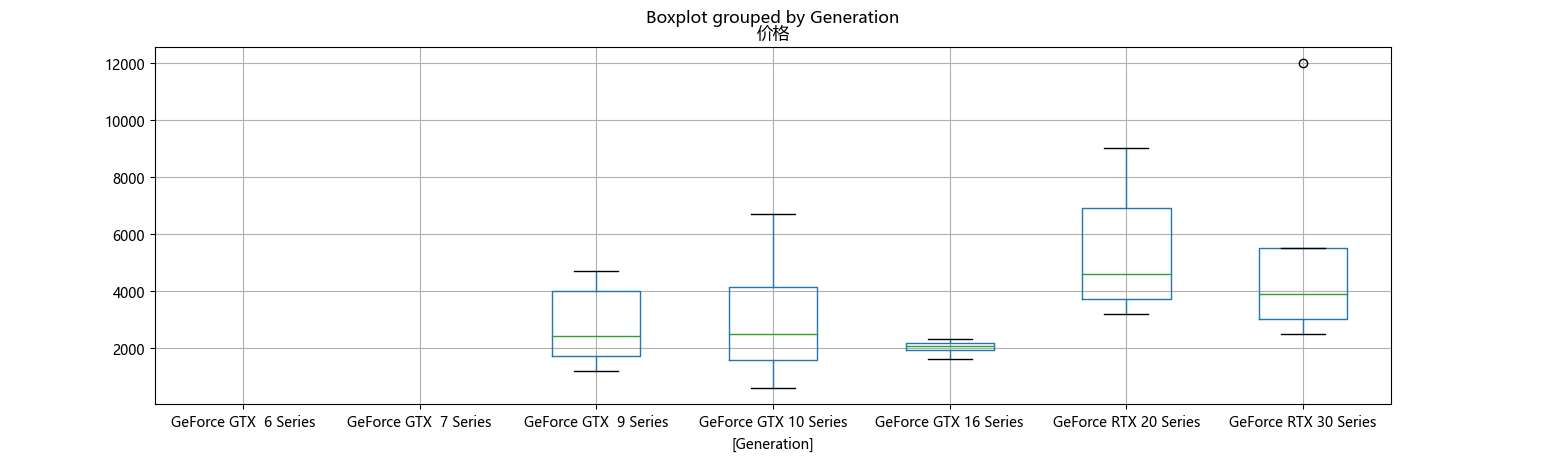 Boxplot grouped by Generation
价格
12000
10000
8000
6000
4000
2000
GeForce GTX  6 Series GeForce GTX  7 Series GeForce GTX  9 Series GeForce GTX 10 Series GeForce GTX 16 Series GeForce RTX 20 Series GeForce RTX 30 Series
[Generation]